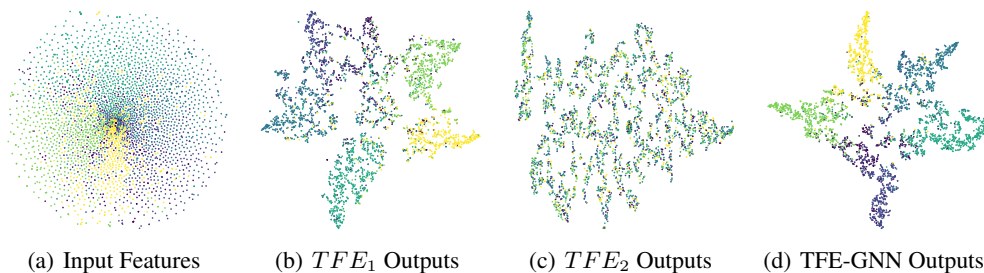 (a) Input Features
(b) TFE₁ Outputs
(c) TFE₂ Outputs
(d) TFE-GNN Outputs